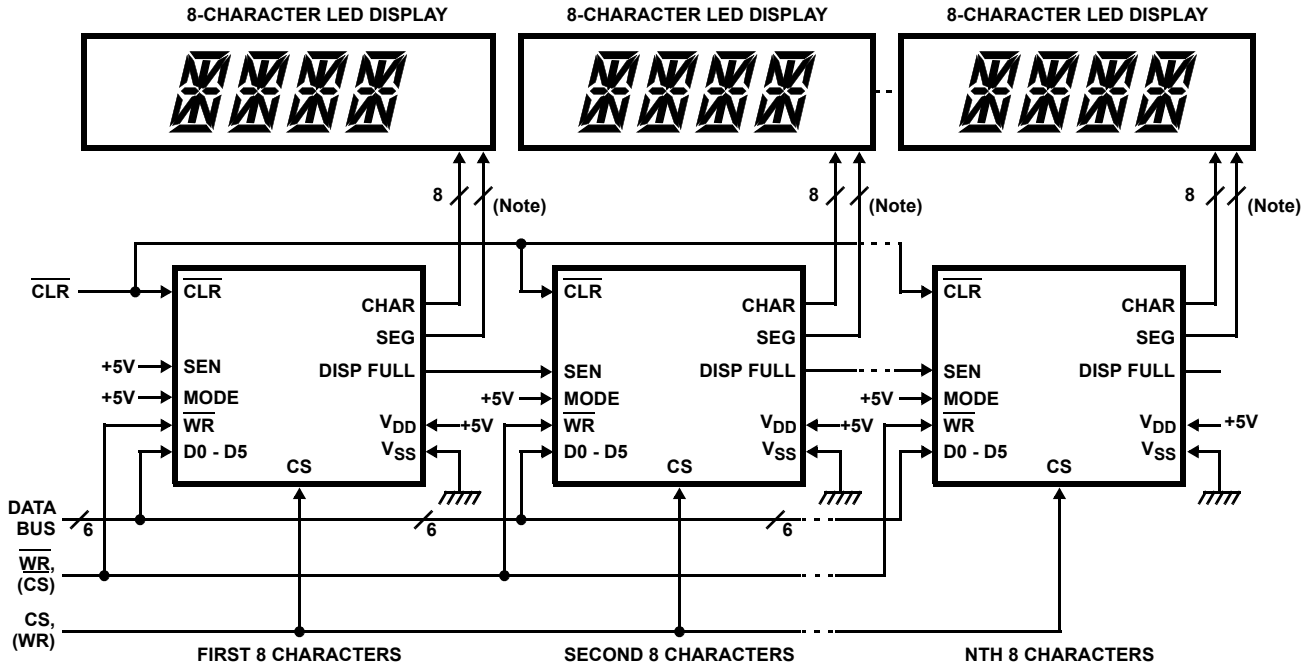 8-CHARACTER LED DISPLAY 8-CHARACTER LED DISPLAY 8-CHARACTER LED DISPLAY
8 (Note) 8 (Note) 8 (Note)
CLR
CLR
CHAR
SEG
SEN
+5V
DISP FULL
MODE
+5V
WR
VDD
+5V
D0 - D5
VSS
CS
CLR
CHAR
SEG
SEN
DISP FULL
MODE
+5V
WR
VDD
+5V
D0 - D5
VSS
CS
CLR
CHAR
SEG
SEN
DISP FULL
MODE
+5V
WR
VDD
+5V
D0 - D5
VSS
CS
DATA
BUS
6 6 6
WR,
(CS)
CS,
(WR)
FIRST 8 CHARACTERS SECOND 8 CHARACTERS NTH 8 CHARACTERS